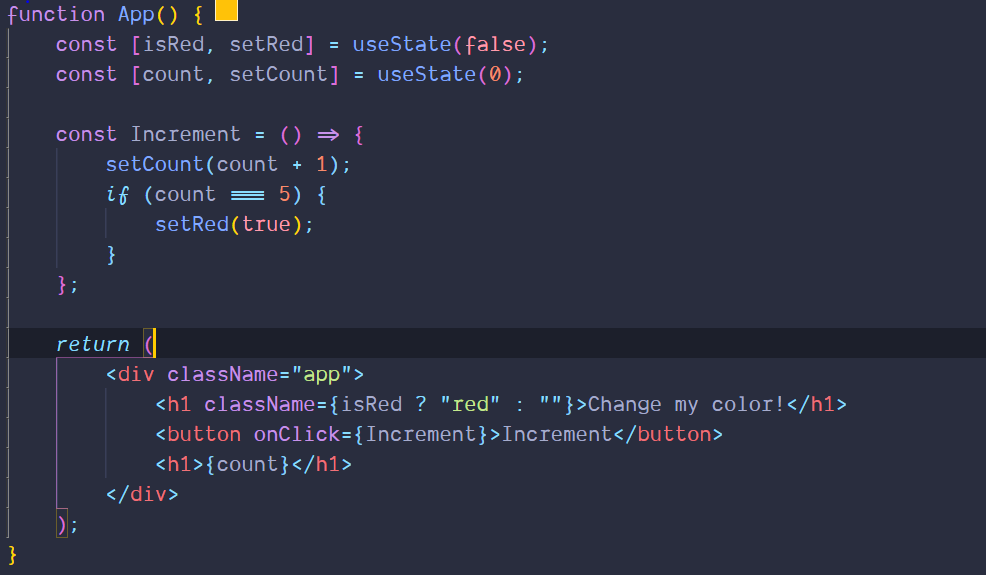 function App() {
    const [isRed, setRed] = useState(false);
    const [count, setCount] = useState(0);

    const Increment = () => {
        setCount(count + 1);
        if (count === 5) {
            setRed(true);
        }
    };

    return (
        <div className="app">
            <h1 className={isRed ? "red" : ""}>Change my color!</h1>
            <button onClick={Increment}>Increment</button>
            <h1>{count}</h1>
        </div>
    );
}